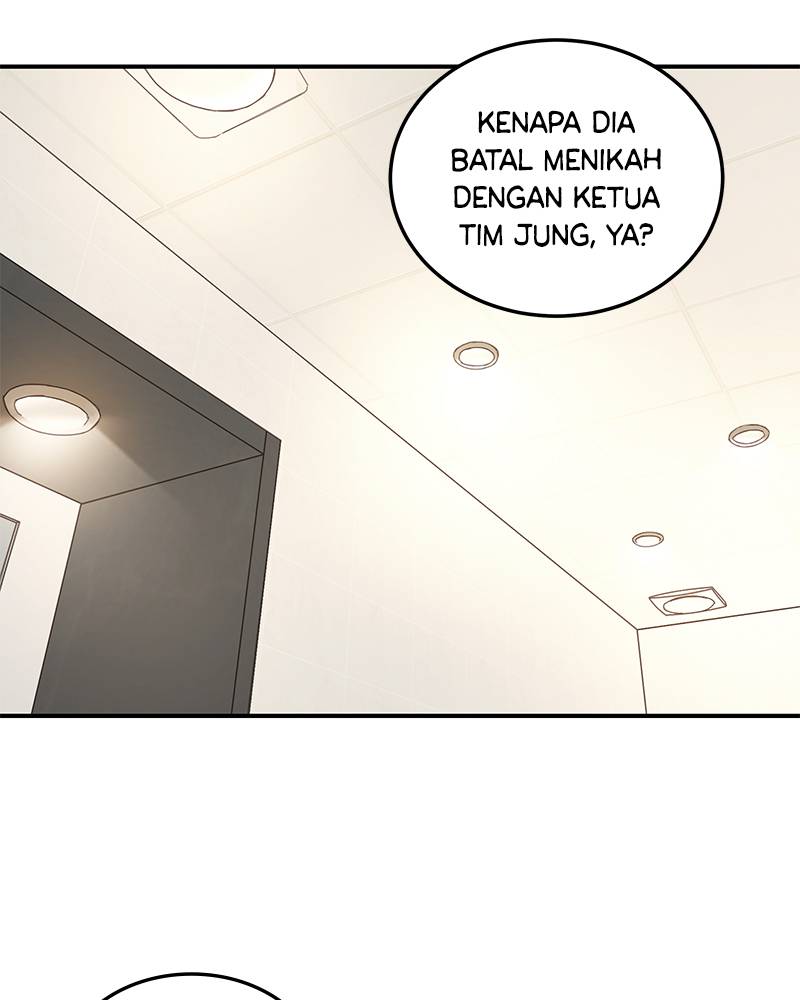 KENAPA DIA
BATAL MENIKAH
DENGAN KETUA
TIM JUNG, YA?